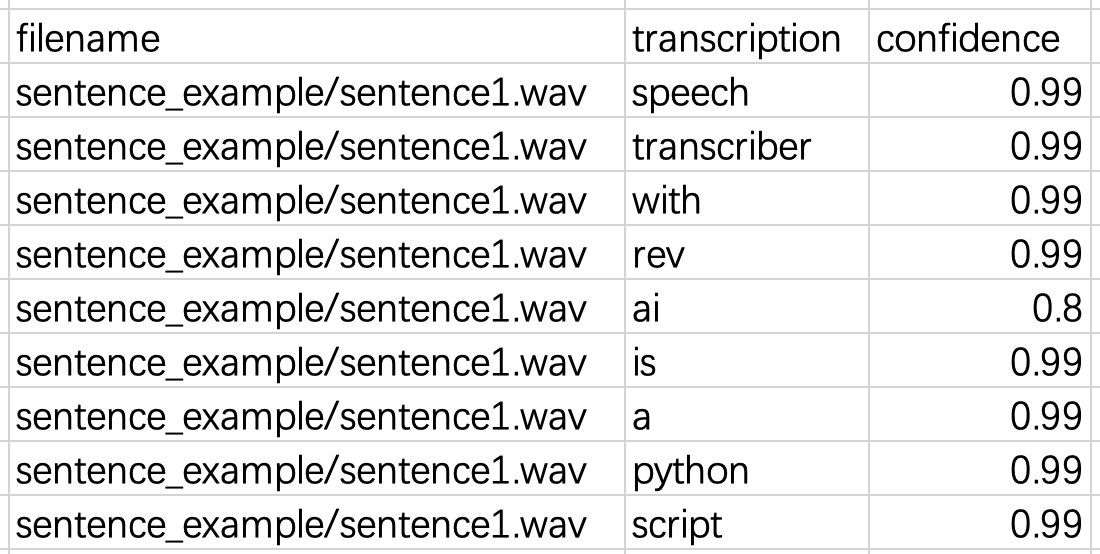 filename transcription confidence
sentence_example/sentence1.wav speech 0.99
sentence_example/sentence1.wav transcriber 0.99
sentence_example/sentence1.wav with 0.99
sentence_example/sentence1.wav rev 0.99
sentence_example/sentence1.wav ai 0.8
sentence_example/sentence1.wav is 0.99
sentence_example/sentence1.wav a 0.99
sentence_example/sentence1.wav python 0.99
sentence_example/sentence1.wav script 0.99